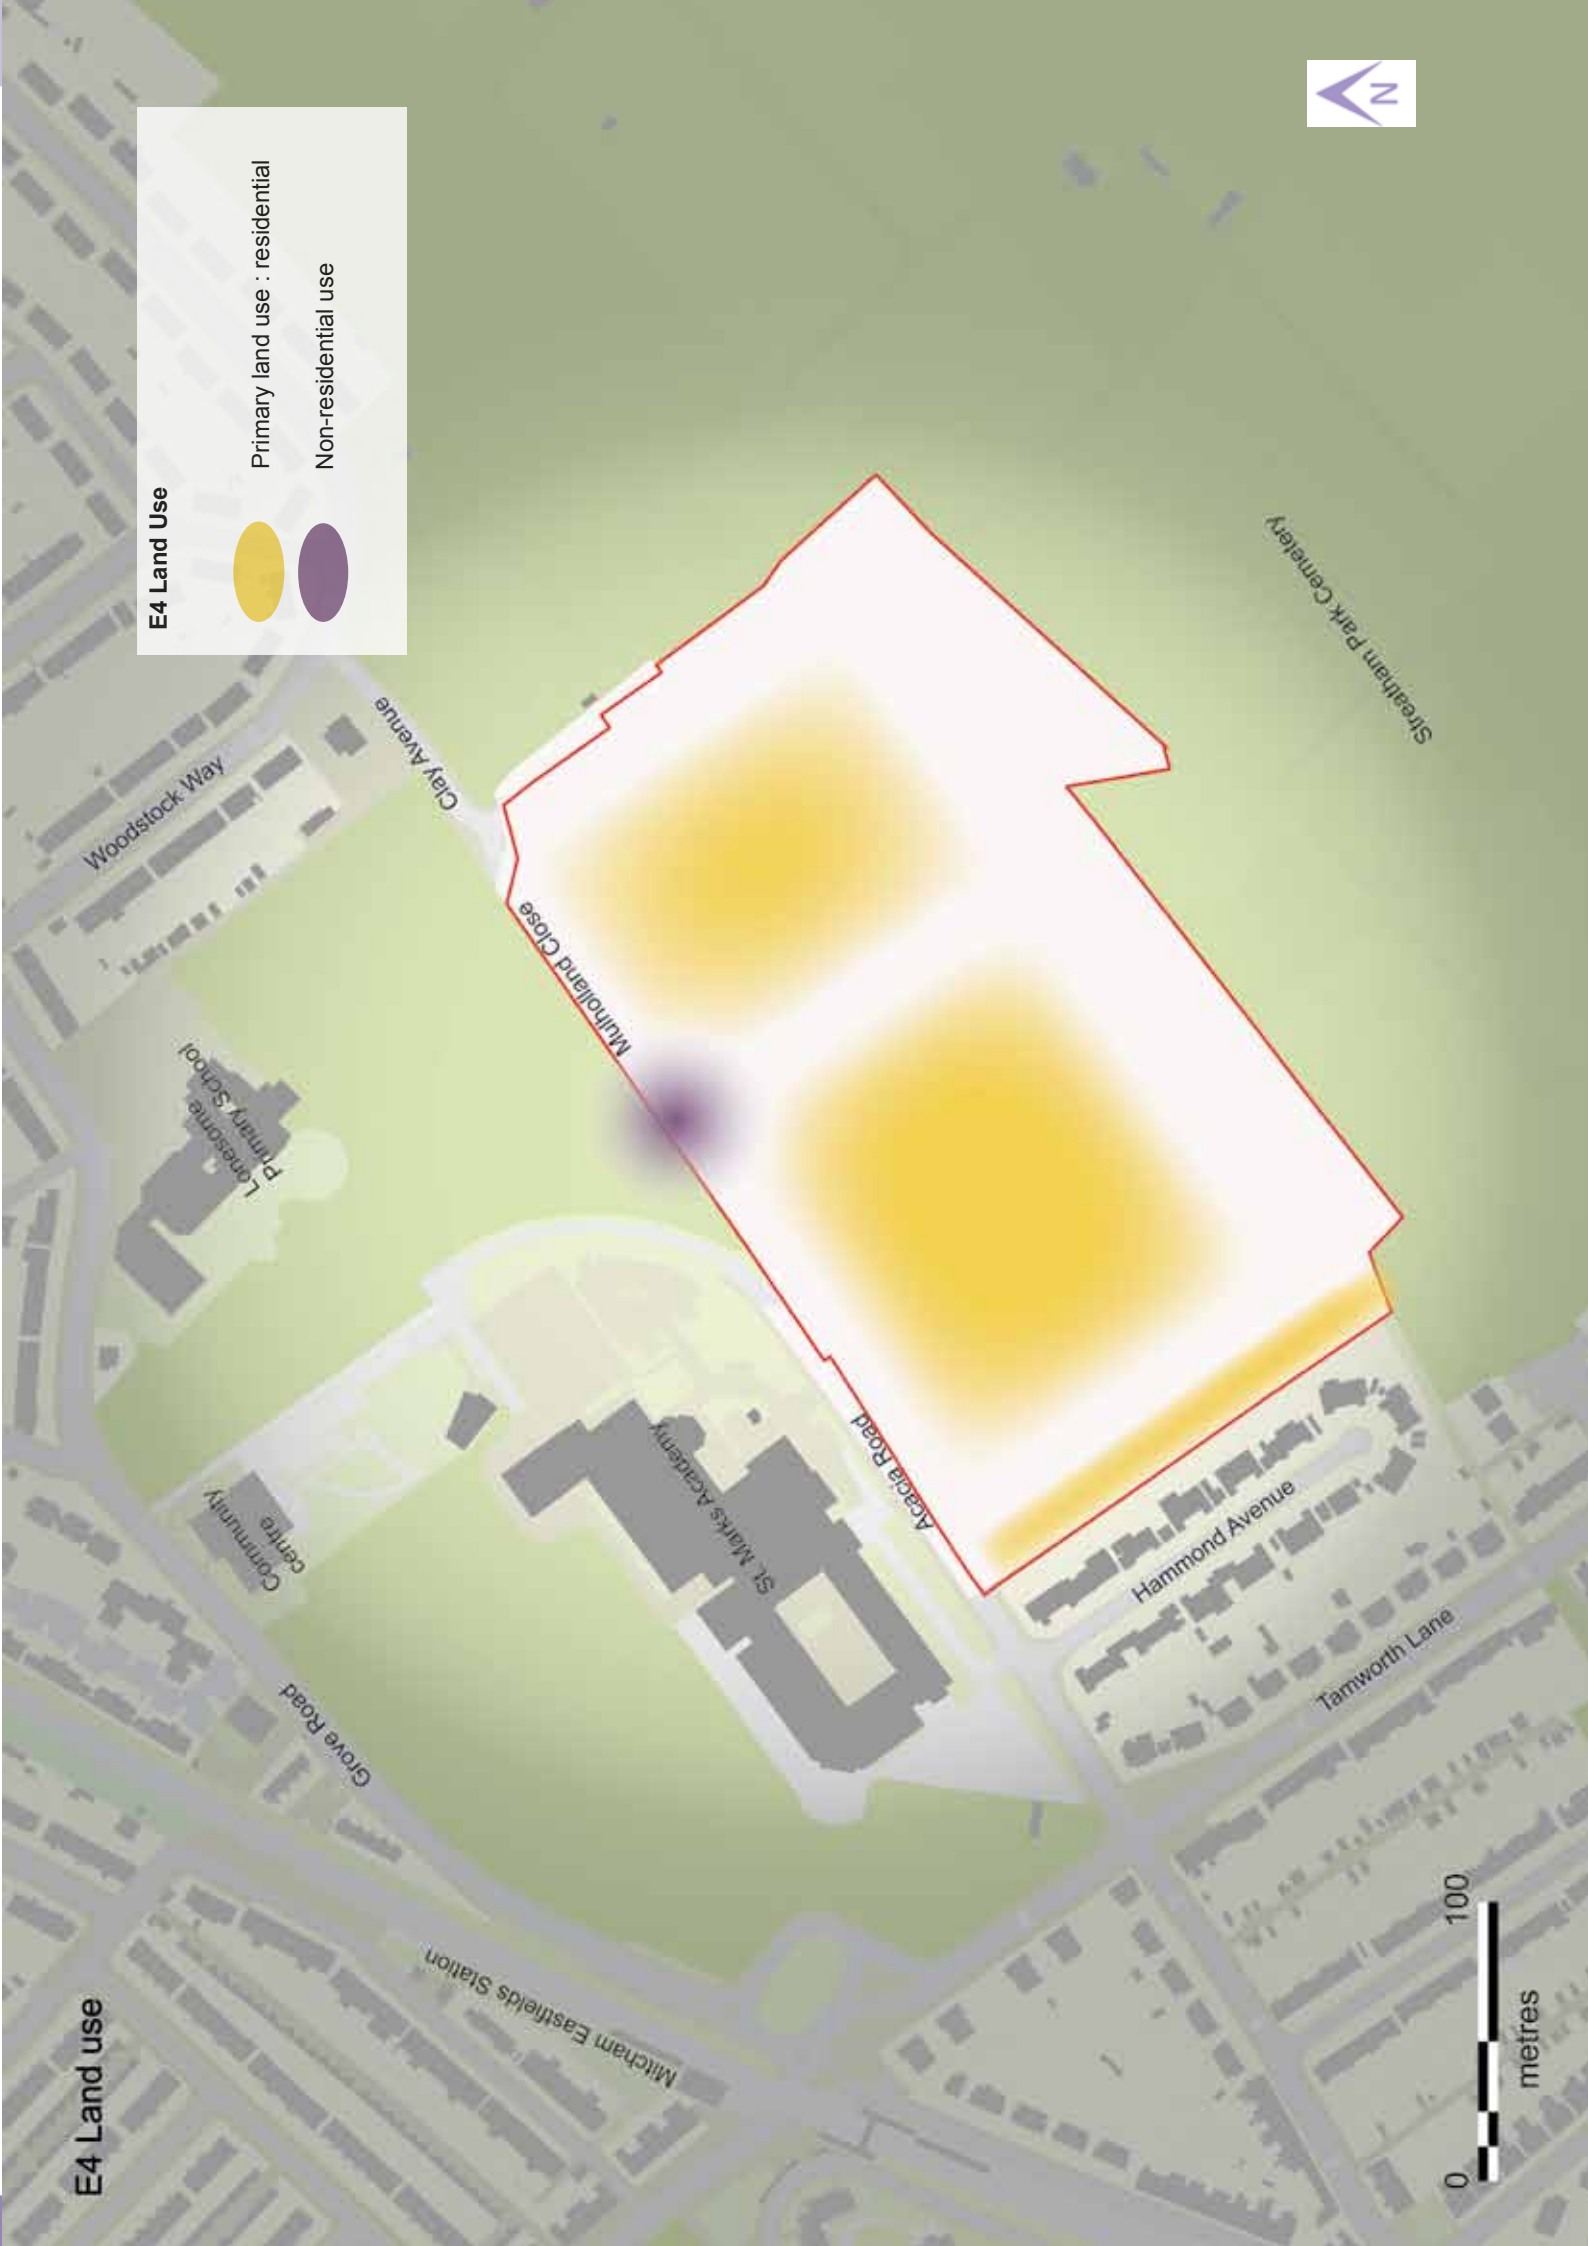 E4 Land use
E4 Land Use
Primary land use : residential
Non-residential use
Woodstock Way
Clay Avenue
Mulholland Close
Lonesome
Primary School
Community
centre
St. Marks Academy
Acacia Road
Grove Road
Mitcham Eastfields Station
Hammond Avenue
Tamworth Lane
Streatham Park Cemetery
N
0
100
metres